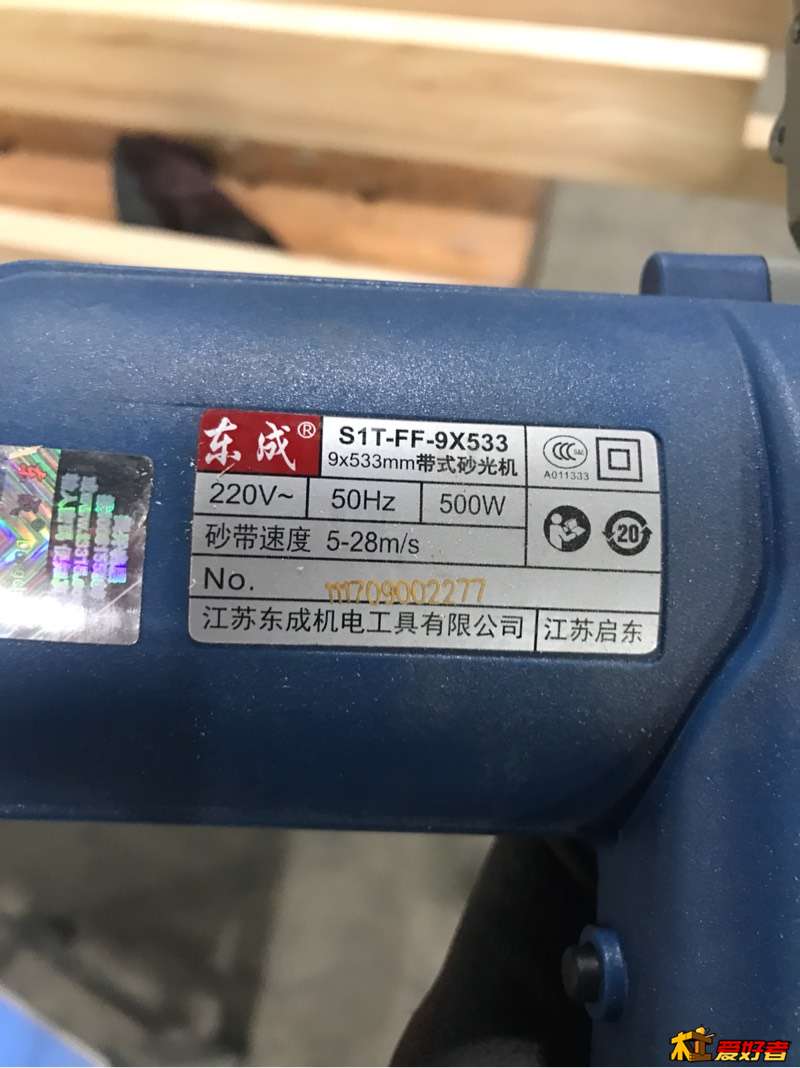 东成®
S1T-FF-9X533
9x533mm带式砂光机
A011333
220V~ 50Hz 500W
砂带速度 5-28m/s
20
No. 111709002277
江苏东成机电工具有限公司 江苏启东
爱好者